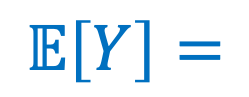 𝔼[𝑌] =